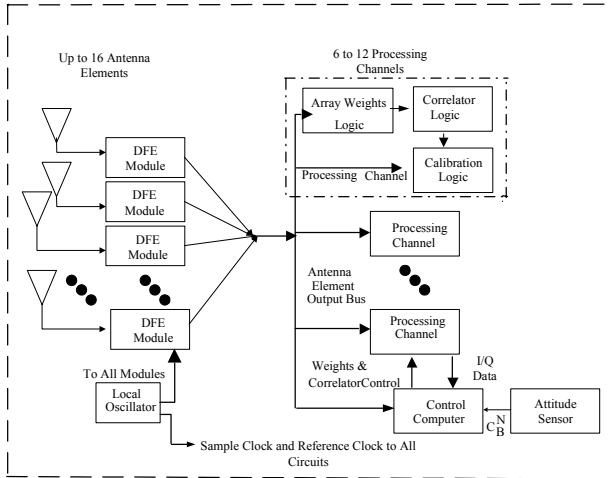 Up to 16 Antenna
Elements
6 to 12 Processing
Channels
Array Weights
Logic
Correlator
Logic
DFE
Module
Processing Channel
Calibration
Logic
DFE
Module
DFE
Module
Processing
Channel
Antenna
Element
Output Bus
DFE
Module
Processing
Channel
To All Modules
Weights &
CorrelatorControl
I/Q
Data
Local
Oscillator
Control
Computer
C N B
Attitude
Sensor
Sample Clock and Reference Clock to All
Circuits